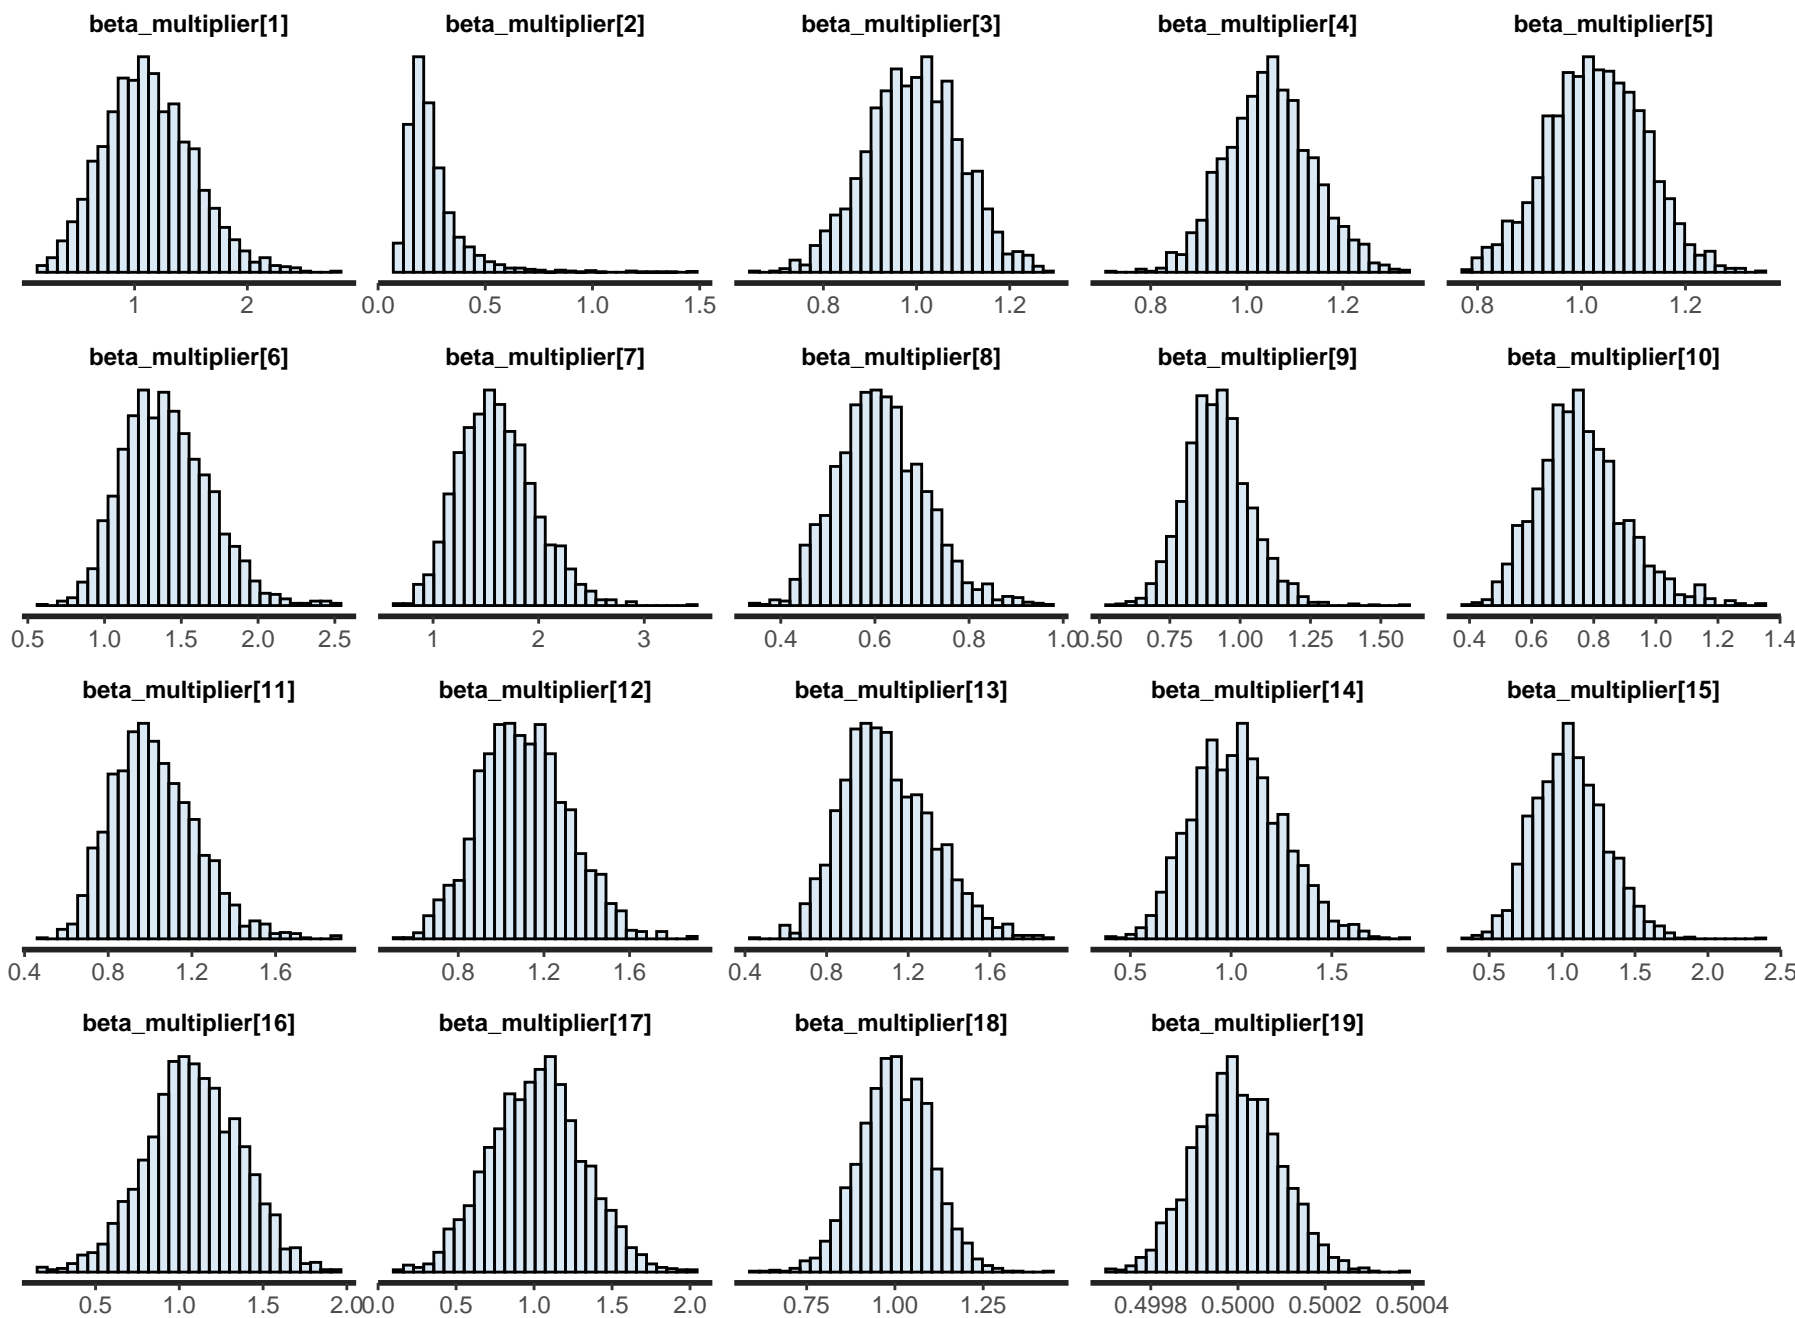 beta_multiplier[1] beta_multiplier[2] beta_multiplier[3] beta_multiplier[4] beta_multiplier[5]
1 2 0.0 0.5 1.0 1.5 0.8 1.0 1.2 0.8 1.0 1.2 0.8 1.0 1.2
beta_multiplier[6] beta_multiplier[7] beta_multiplier[8] beta_multiplier[9] beta_multiplier[10]
0.5 1.0 1.5 2.0 2.5 1 2 3 0.4 0.6 0.8 1.0 0.50 0.75 1.00 1.25 1.50 0.4 0.6 0.8 1.0 1.2 1.4
beta_multiplier[11] beta_multiplier[12] beta_multiplier[13] beta_multiplier[14] beta_multiplier[15]
0.4 0.8 1.2 1.6 0.8 1.2 1.6 0.4 0.8 1.2 1.6 0.5 1.0 1.5 0.5 1.0 1.5 2.0 2.5
beta_multiplier[16] beta_multiplier[17] beta_multiplier[18] beta_multiplier[19]
0.5 1.0 1.5 2.0 0.0 0.5 1.0 1.5 2.0 0.75 1.00 1.25 0.4998 0.5000 0.5002 0.5004